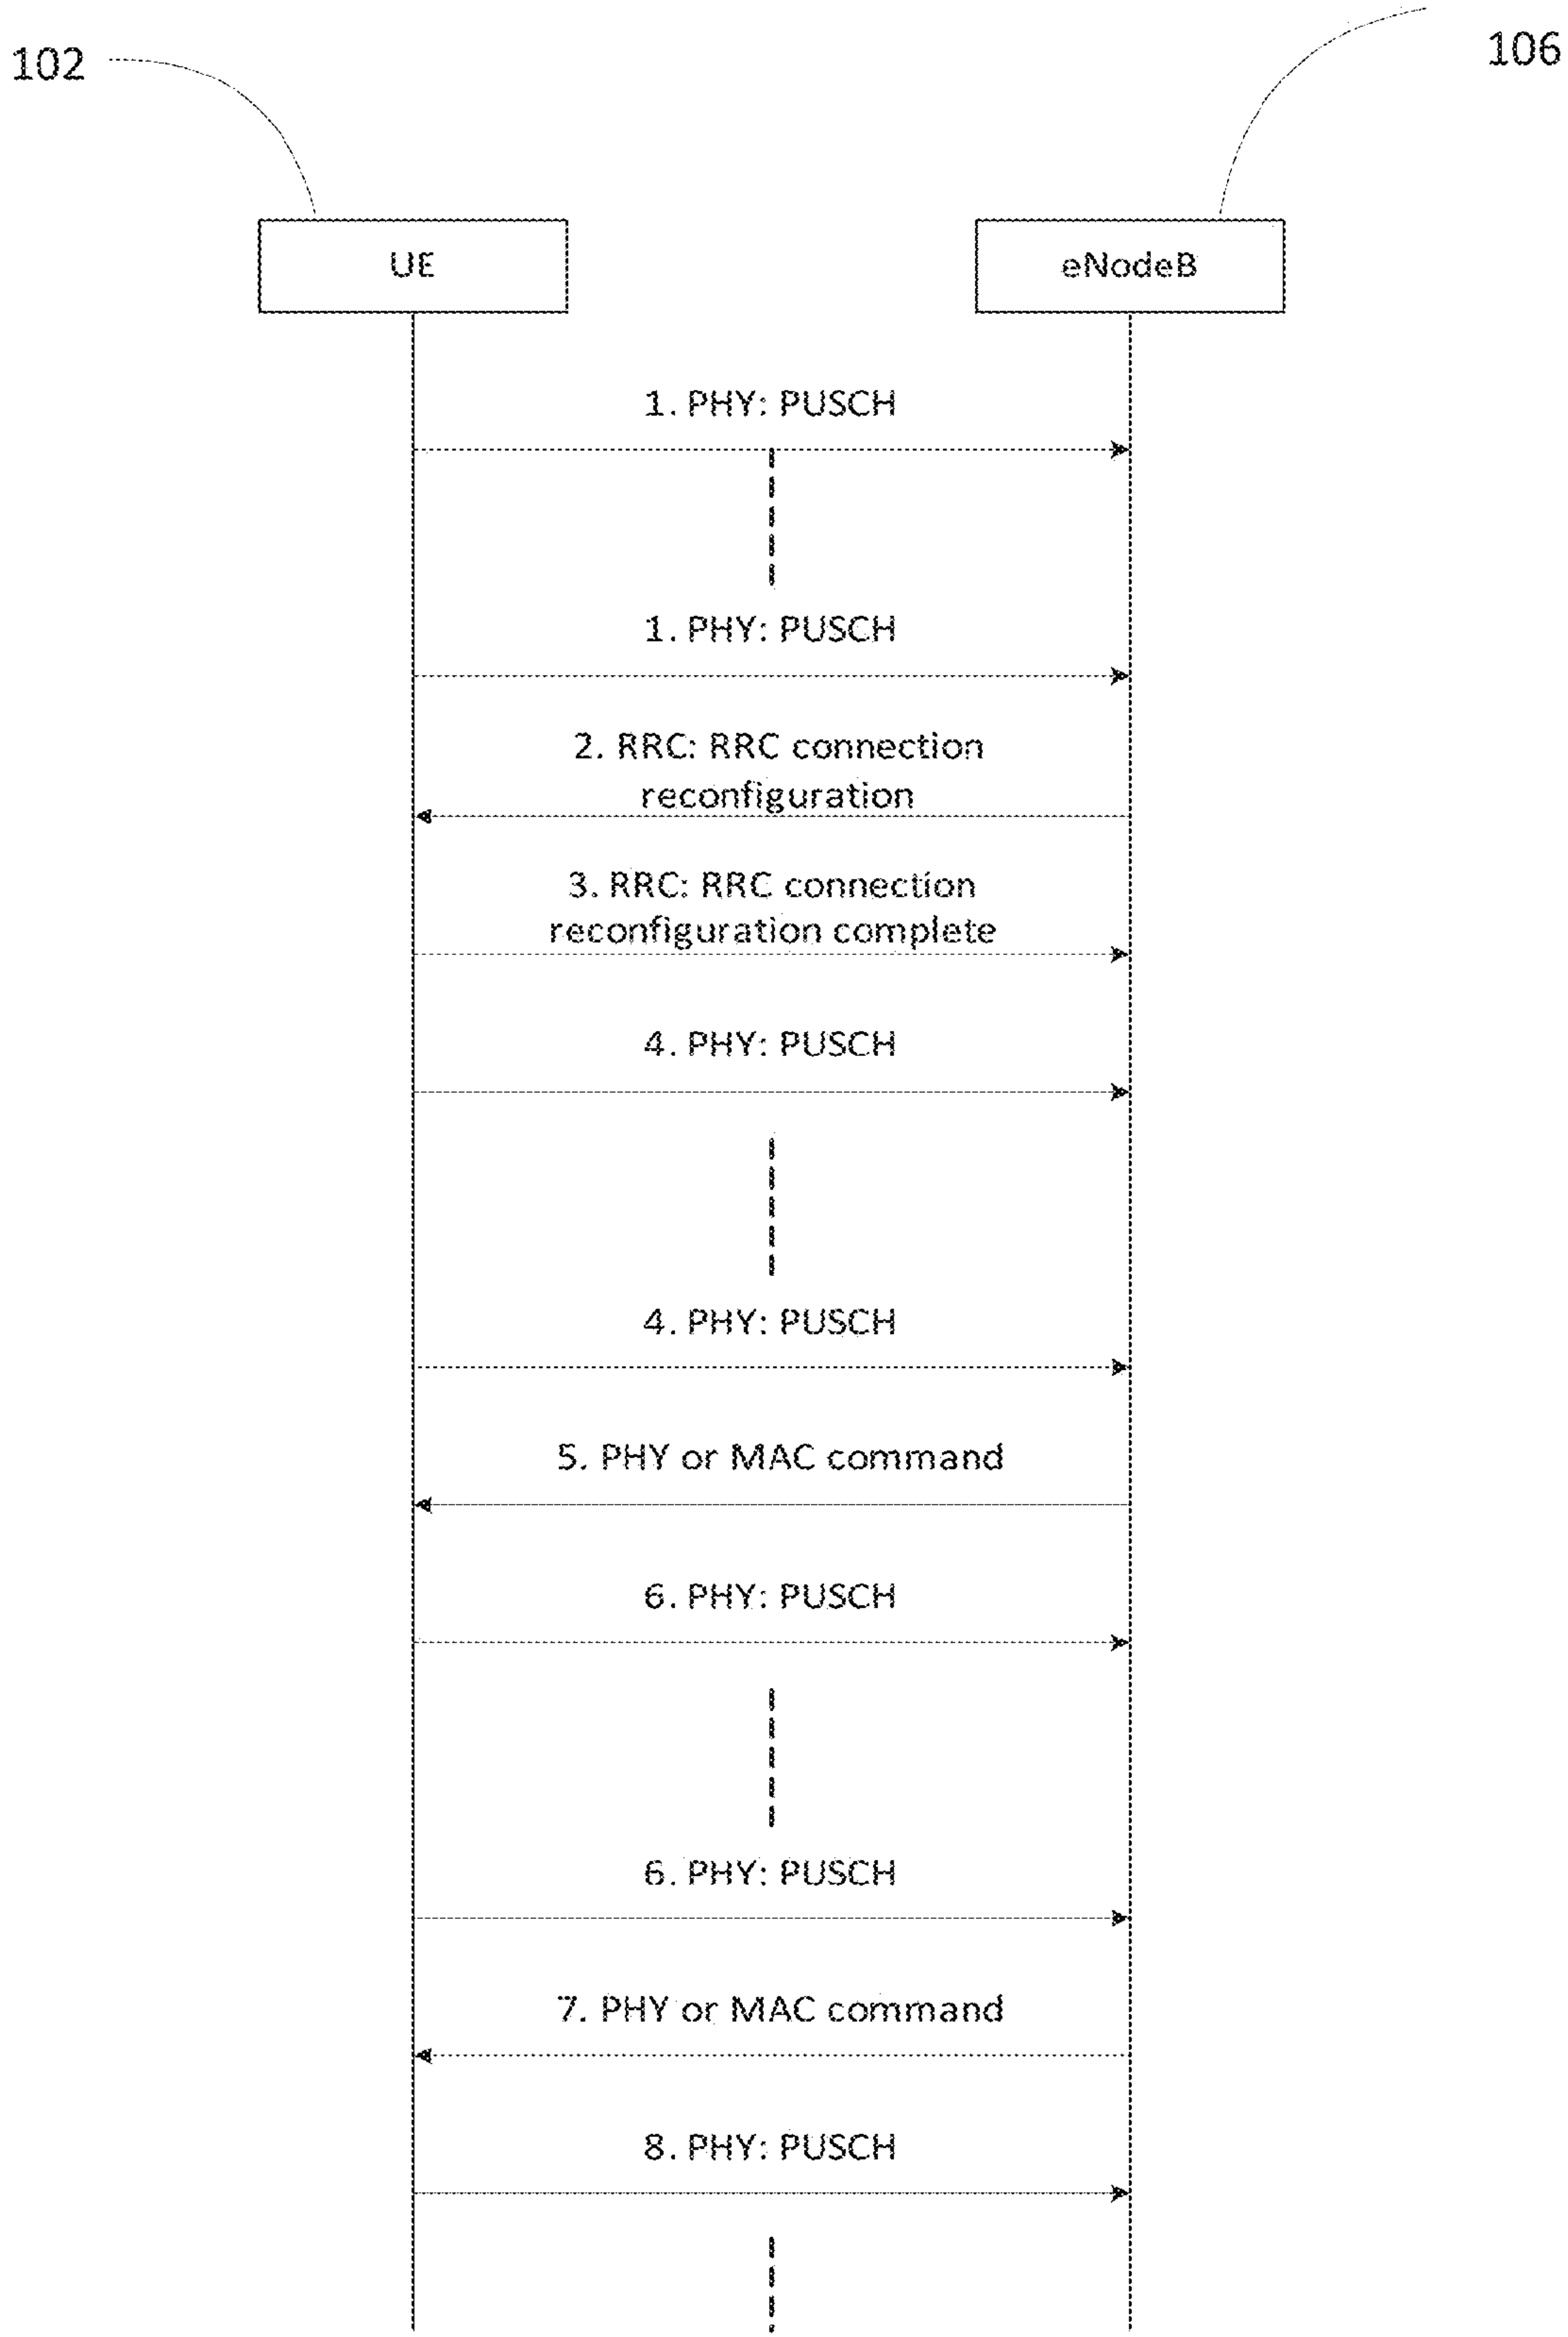 102
106
UE
eNodeB
1. PHY: PUSCH
1. PHY: PUSCH
2. RRC: RRC connection
reconfiguration
3. RRC: RRC connection
reconfiguration complete
4. PHY: PUSCH
4. PHY: PUSCH
5. PHY or MAC command
6. PHY: PUSCH
6. PHY: PUSCH
7. PHY or MAC command
8. PHY: PUSCH